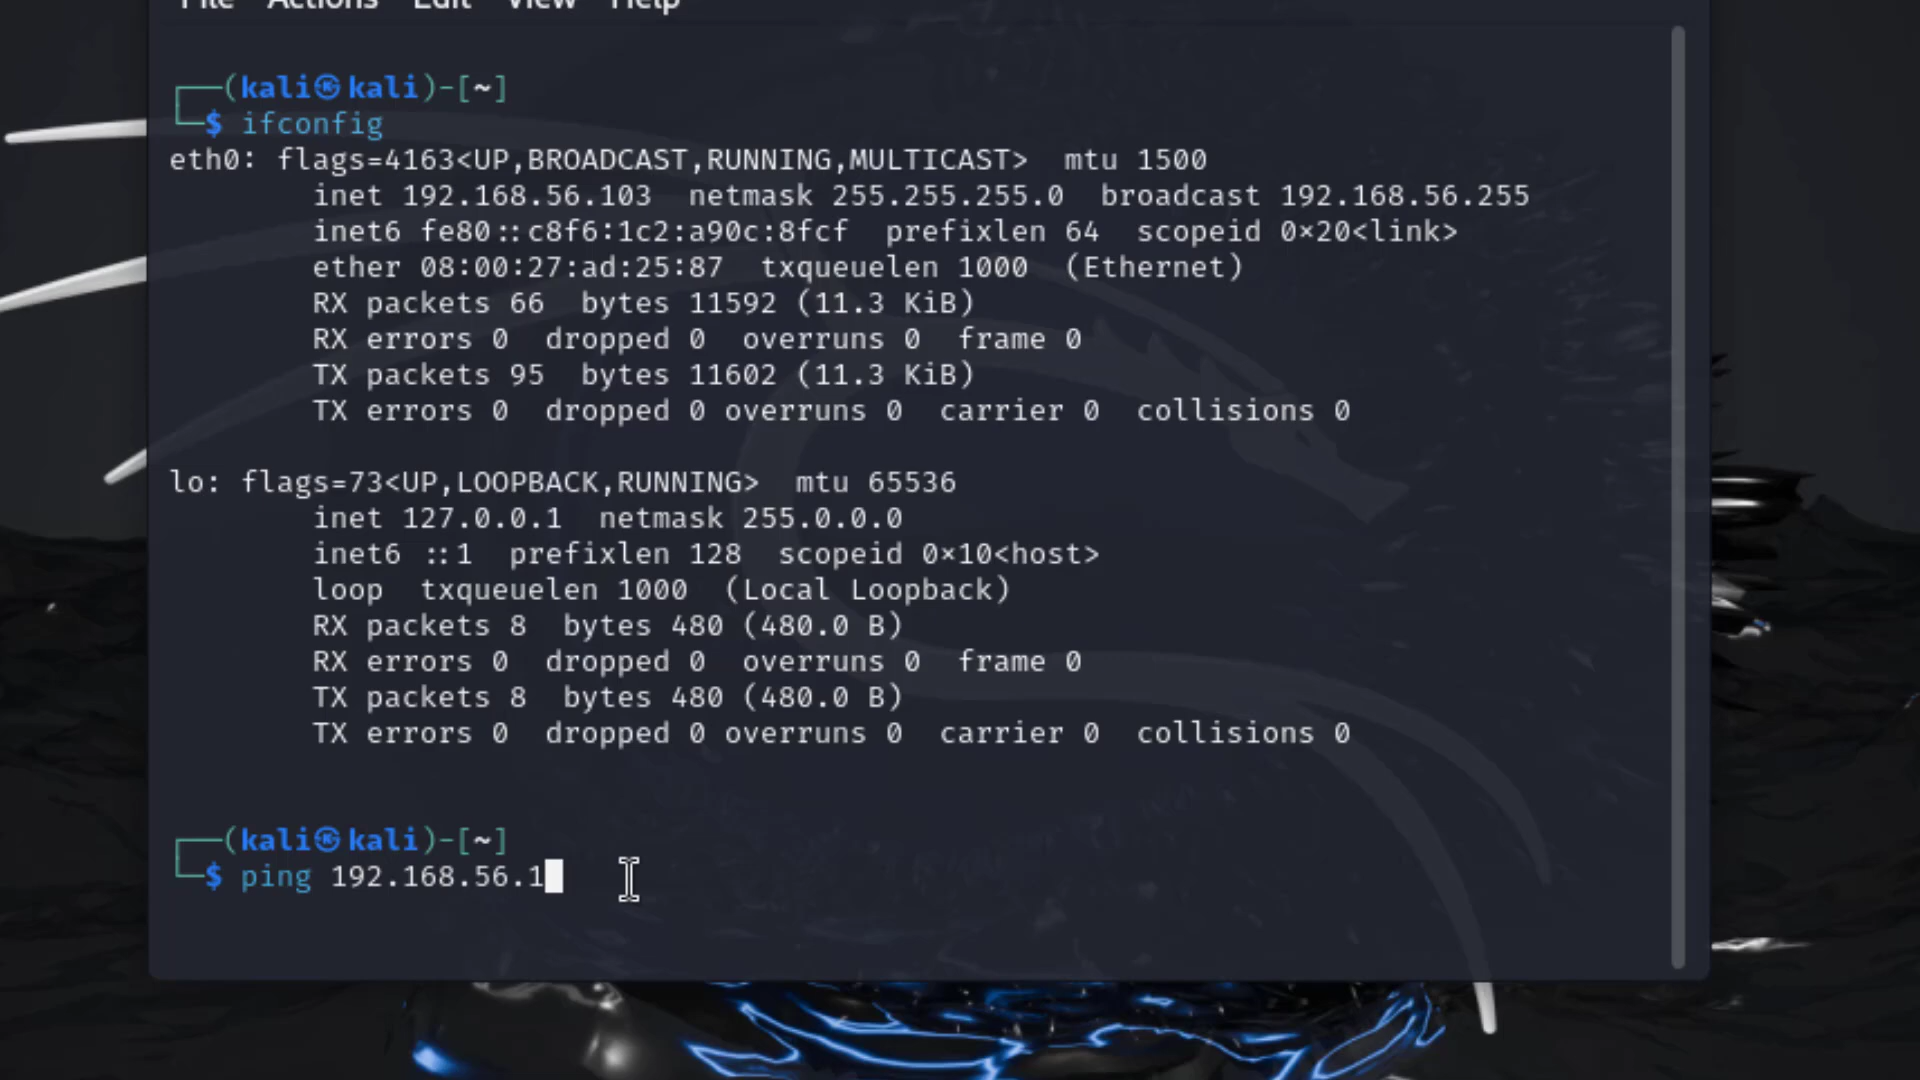 File Actions Edit View Help
┌──(kali㉿kali)-[~]
└─$ ifconfig
eth0: flags=4163<UP,BROADCAST,RUNNING,MULTICAST>  mtu 1500
        inet 192.168.56.103  netmask 255.255.255.0  broadcast 192.168.56.255
        inet6 fe80::c8f6:1c2:a90c:8fcf  prefixlen 64  scopeid 0×20<link>
        ether 08:00:27:ad:25:87  txqueuelen 1000  (Ethernet)
        RX packets 66  bytes 11592 (11.3 KiB)
        RX errors 0  dropped 0  overruns 0  frame 0
        TX packets 95  bytes 11602 (11.3 KiB)
        TX errors 0  dropped 0 overruns 0  carrier 0  collisions 0
lo: flags=73<UP,LOOPBACK,RUNNING>  mtu 65536
        inet 127.0.0.1  netmask 255.0.0.0
        inet6 ::1  prefixlen 128  scopeid 0×10<host>
        loop  txqueuelen 1000  (Local Loopback)
        RX packets 8  bytes 480 (480.0 B)
        RX errors 0  dropped 0  overruns 0  frame 0
        TX packets 8  bytes 480 (480.0 B)
        TX errors 0  dropped 0 overruns 0  carrier 0  collisions 0
┌──(kali㉿kali)-[~]
└─$ ping 192.168.56.1